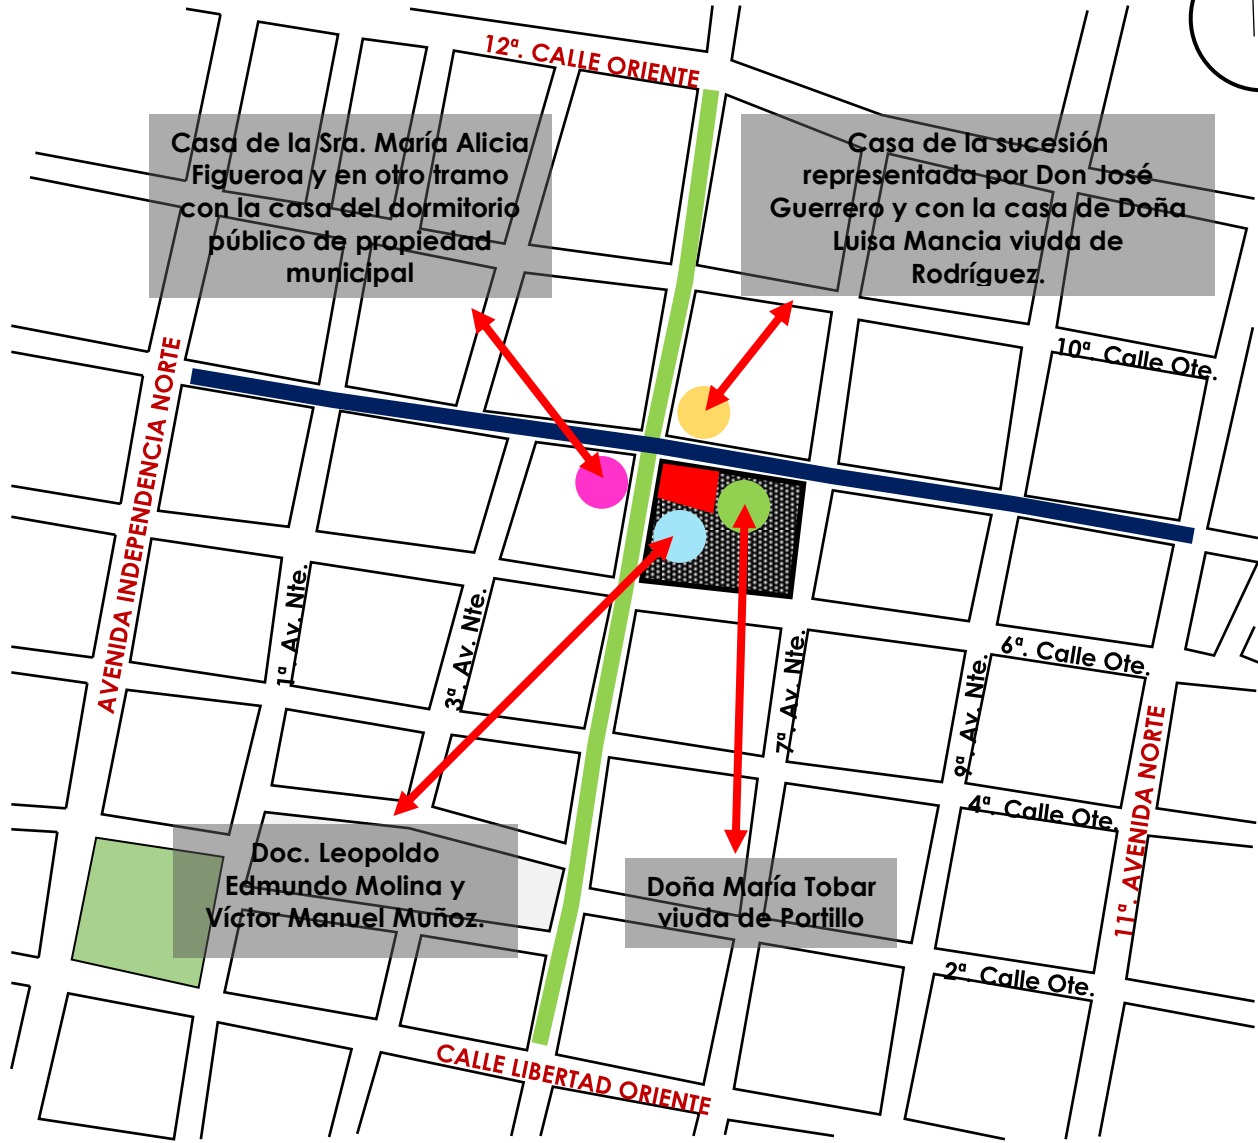 12ª. CALLE ORIENTE
Casa de la Sra. María Alicia
Figueroa y en otro tramo
con la casa del dormitorio
público de propiedad
municipal
Casa de la sucesión
representada por Don José
Guerrero y con la casa de Doña
Luisa Mancia viuda de
Rodríguez.
10ª. Calle Ote.
AVENIDA INDEPENDENCIA NORTE
1ª. Av. Nte.
3ª. Av. Nte.
7ª. Av. Nte.
9ª. Av. Nte.
6ª. Calle Ote.
11ª. AVENIDA NORTE
4ª. Calle Ote.
Doc. Leopoldo
Edmundo Molina y
Víctor Manuel Muñoz.
Doña María Tobar
viuda de Portillo
2ª. Calle Ote.
CALLE LIBERTAD ORIENTE